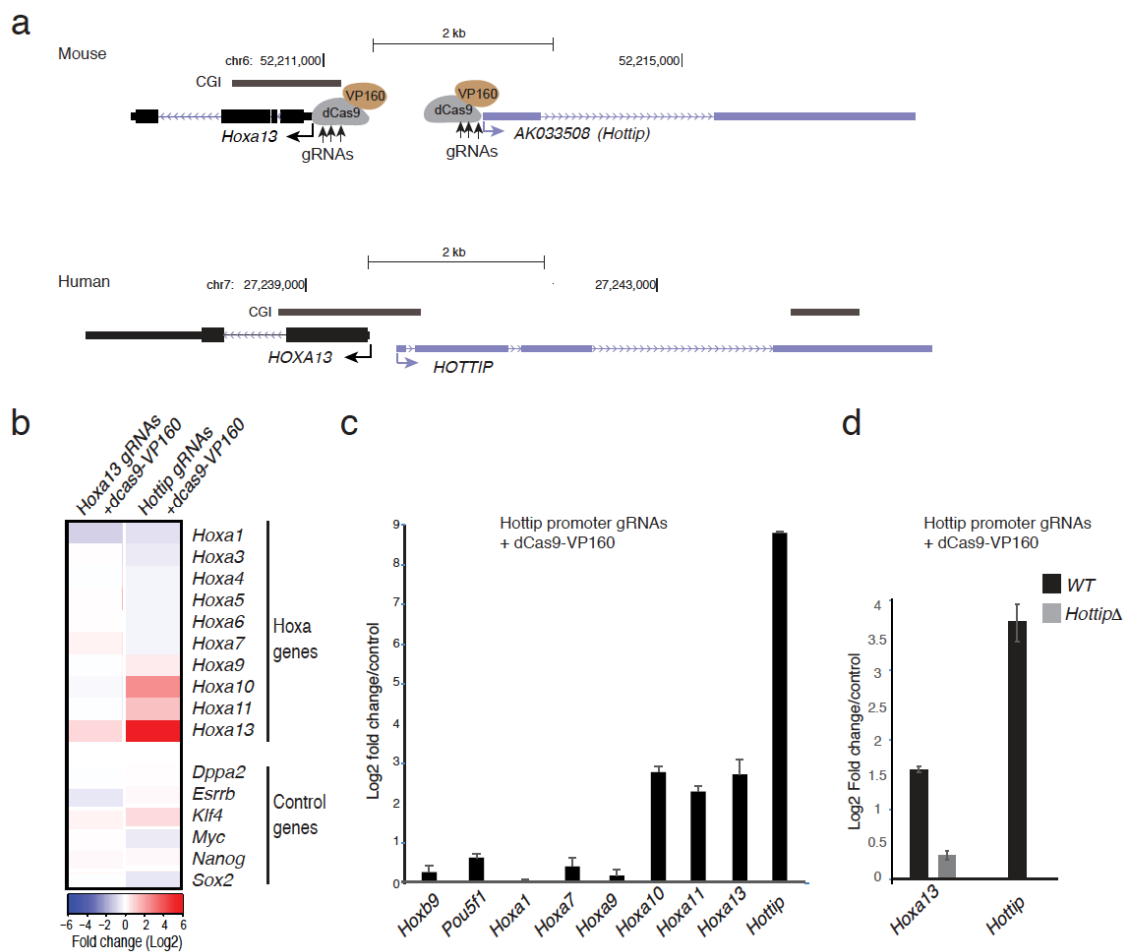 a
Mouse
2 kb
chr6: 52,211,000
52,215,000
CGI
VP160
dCas9
VP160
dCas9
Hoxa13
gRNAs
gRNAs
AK033508 (Hottip)
2 kb
Human
chr7: 27,239,000
27,243,000
CGI
HOXA13
HOTTIP
b
Hoxa13 gRNAs
+dcas9-VP160
Hottip gRNAs
+dcas9-VP160
Hoxa1
Hoxa3
Hoxa4
Hoxa5
Hoxa6
Hoxa7
Hoxa9
Hoxa10
Hoxa11
Hoxa13
Hoxa
genes
Dppa2
Esrrb
Klf4
Myc
Nanog
Sox2
Control
genes
−6 −4 −2 0 2 4 6
Fold change (Log2)
c
Hottip promoter gRNAs
+ dCas9-VP160
Log2 fold change/control
9
8
7
6
5
4
3
2
1
0
Hoxb9
Pou5f1
Hoxa1
Hoxa7
Hoxa9
Hoxa10
Hoxa11
Hoxa13
Hottip
d
Hottip promoter gRNAs
+ dCas9-VP160
WT
HottipΔ
Log2 Fold change/control
4
3.5
3
2.5
2
1.5
1
0.5
0
Hoxa13
Hottip